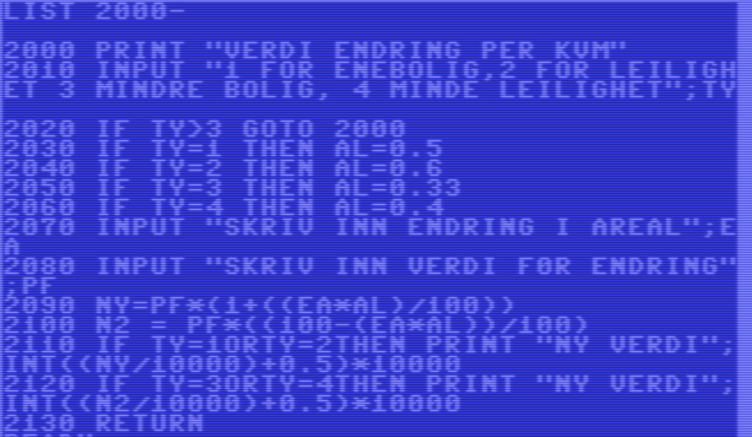 LIST 2000-
2000 PRINT "VERDI ENDRING PER KVM"
2010 INPUT "1 FOR ENEBOLIG,2 FOR LEILIGH
ET 3 MINDRE BOLIG, 4 MINDE LEILIGHET";TY
2020 IF TY>3 GOTO 2000
2030 IF TY=1 THEN AL=0.5
2040 IF TY=2 THEN AL=0.6
2050 IF TY=3 THEN AL=0.33
2060 IF TY=4 THEN AL=0.4
2070 INPUT "SKRIV INN ENDRING I AREAL";E
A
2080 INPUT "SKRIV INN VERDI FØR ENDRING"
;PF
2090 NY=PF*(1+((EA*AL)/100))
2100 N2 = PF*((100-(EA*AL))/100)
2110 IF TY=1ORTY=2THEN PRINT "NY VERDI";
INT((NY/10000)+0.5)*10000
2120 IF TY=3ORTY=4THEN PRINT "NY VERDI";
INT((N2/10000)+0.5)*10000
2130 RETURN